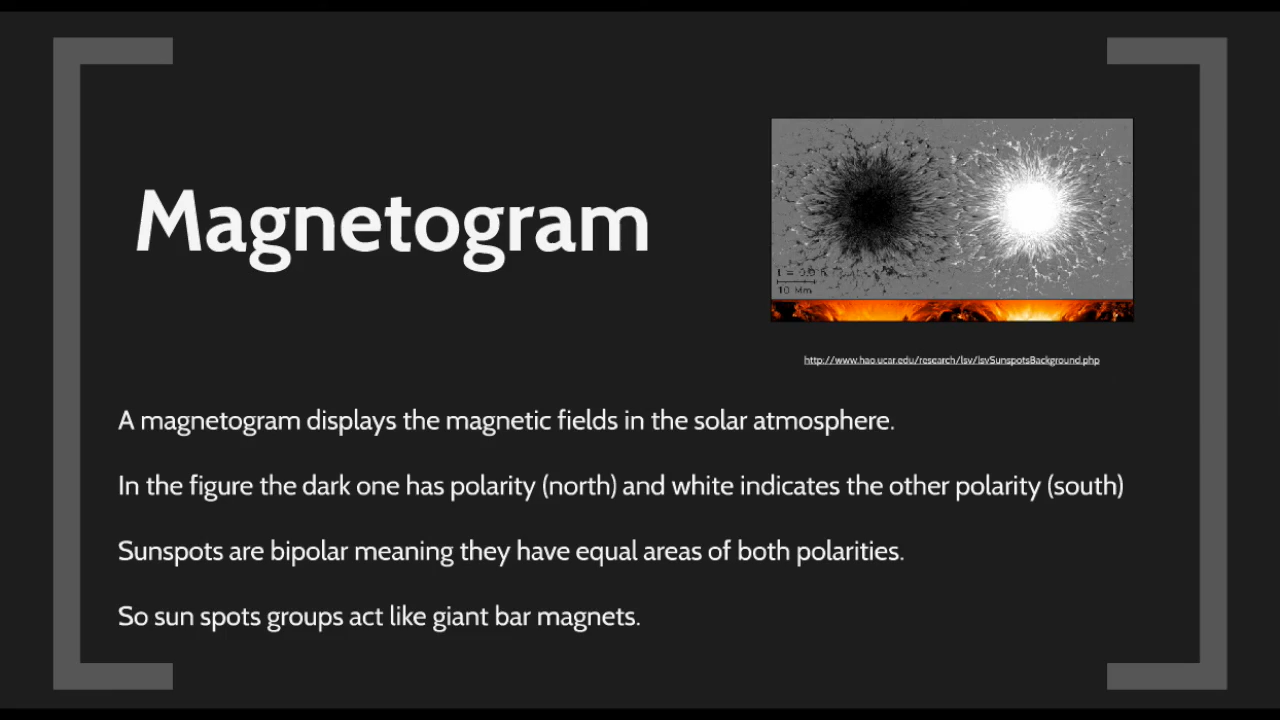 Magnetogram
t = 0.0 h
10 Mm
http://www.hao.ucar.edu/research/lsv/lsvSunspotsBackground.php
A magnetogram displays the magnetic fields in the solar atmosphere.
In the figure the dark one has polarity (north) and white indicates the other polarity (south)
Sunspots are bipolar meaning they have equal areas of both polarities.
So sun spots groups act like giant bar magnets.